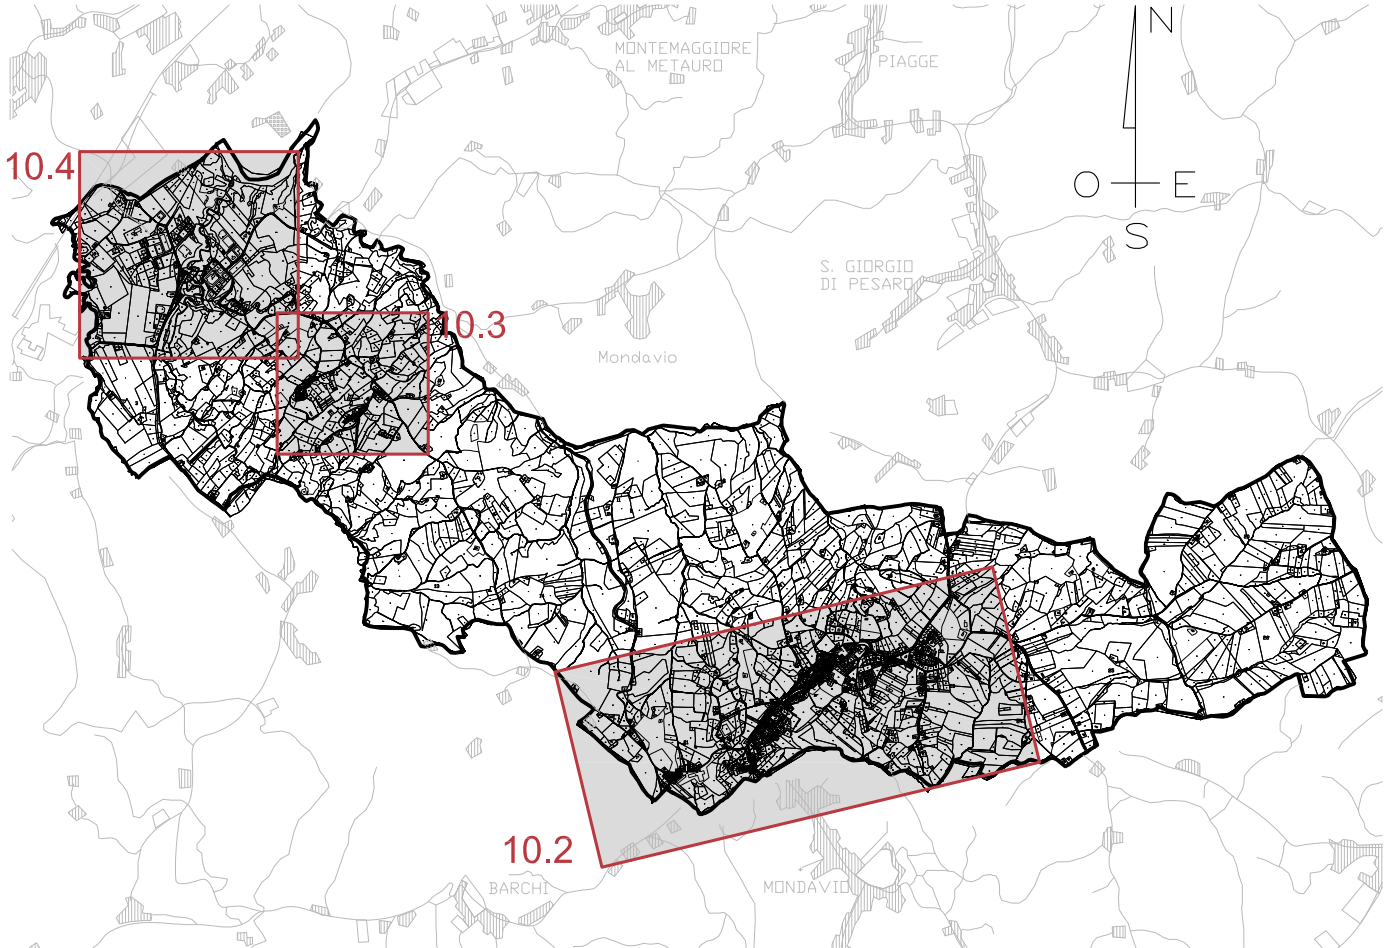 N
MONTEMAGGIORE
AL METAURO
PIAGGE
10.4
O
E
S
S. GIORGIO
DI PESARO
10.3
Mondavio
10.2
BARCHI
MONDAVIO